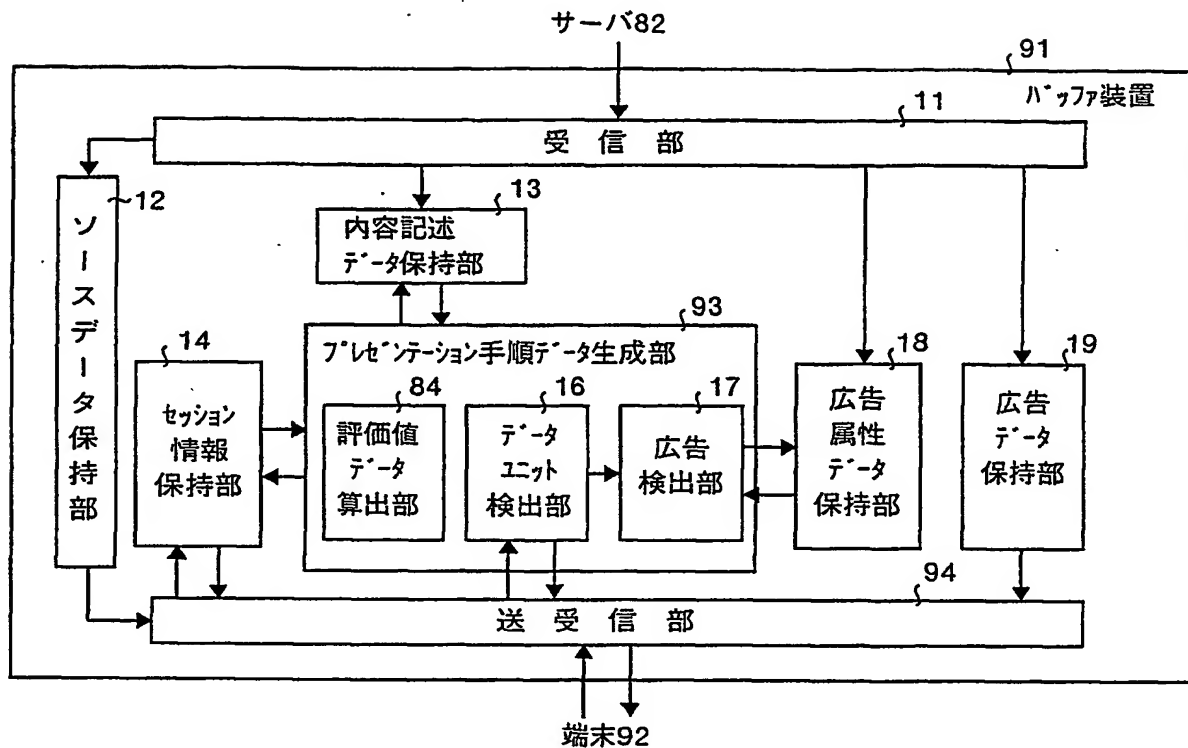 サーバ82
91
バッファ装置
11
受信部
12
ソースデータ保持部
13
内容記述
データ保持部
93
プレゼンテーション手順データ生成部
14
セッション
情報
保持部
84
評価値
データ
算出部
16
データ
ユニット
検出部
17
広告
検出部
18
広告
属性
データ
保持部
19
広告
データ
保持部
94
送受信部
端末92